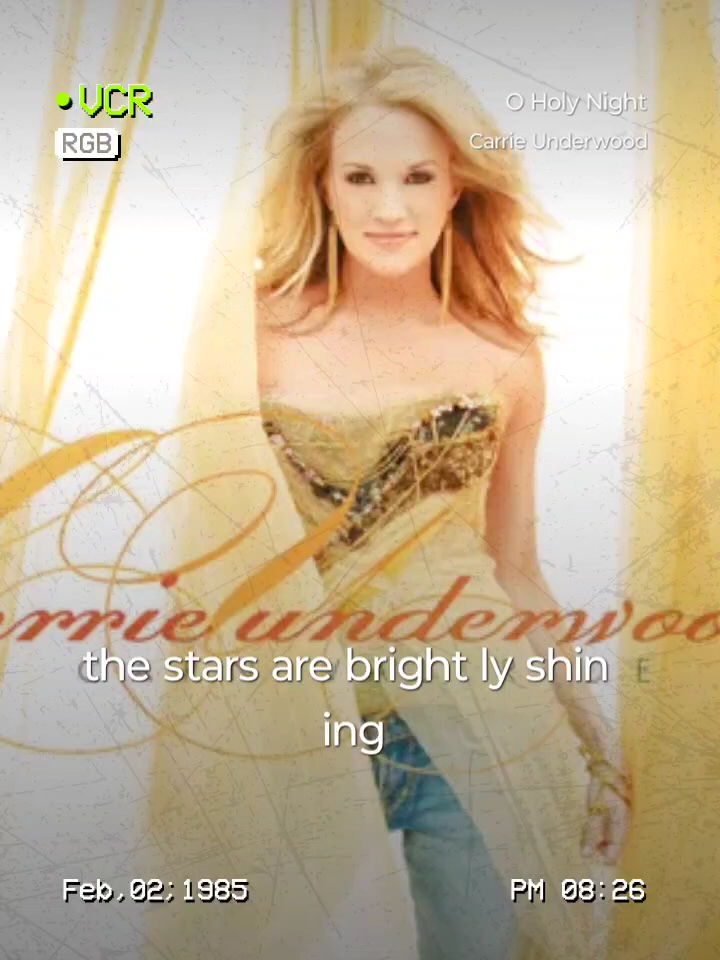 VCR
O Holy Night
RGB
Carrie Underwood
arrie underwoo
the stars are bright ly shin
E
ing
Feb,02;1985
PM 08:26